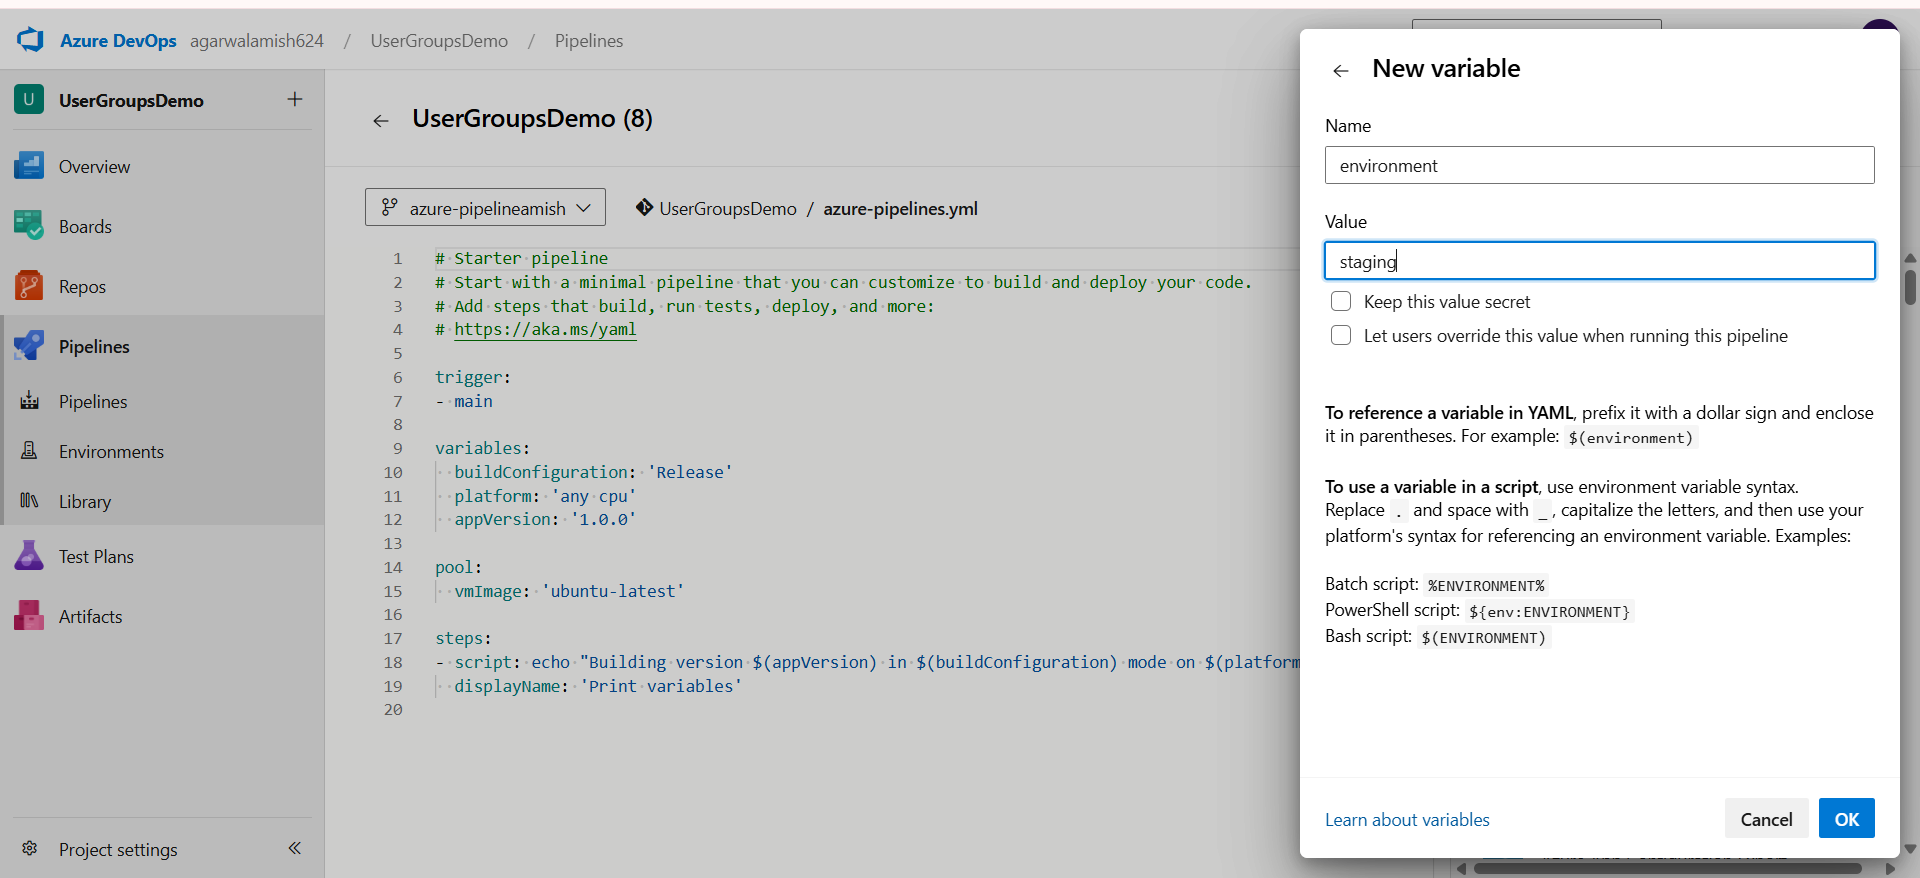 Azure DevOps agarwalamish624 / UserGroupsDemo / Pipelines
U UserGroupsDemo +
Overview
Boards
Repos
Pipelines
Pipelines
Environments
Library
Test Plans
Artifacts
Project settings
UserGroupsDemo (8)
azure-pipelineamish UserGroupsDemo / azure-pipelines.yml
1 # Starter pipeline
2 # Start with a minimal pipeline that you can customize to build and deploy your code.
3 # Add steps that build, run tests, deploy, and more:
4 # https://aka.ms/yaml
5
6 trigger:
7 - main
8
9 variables:
10 buildConfiguration: 'Release'
11 platform: 'any cpu'
12 appVersion: '1.0.0'
13
14 pool:
15 vmImage: 'ubuntu-latest'
16
17 steps:
18 - script: echo "Building version $(appVersion) in $(buildConfiguration) mode on $(platform
19 displayName: 'Print variables'
20
New variable
Name
environment
Value
staging
Keep this value secret
Let users override this value when running this pipeline
To reference a variable in YAML, prefix it with a dollar sign and enclose
it in parentheses. For example: $(environment)
To use a variable in a script, use environment variable syntax.
Replace . and space with _, capitalize the letters, and then use your
platform's syntax for referencing an environment variable. Examples:
Batch script: %ENVIRONMENT%
PowerShell script: ${env:ENVIRONMENT}
Bash script: $(ENVIRONMENT)
Learn about variables
Cancel OK